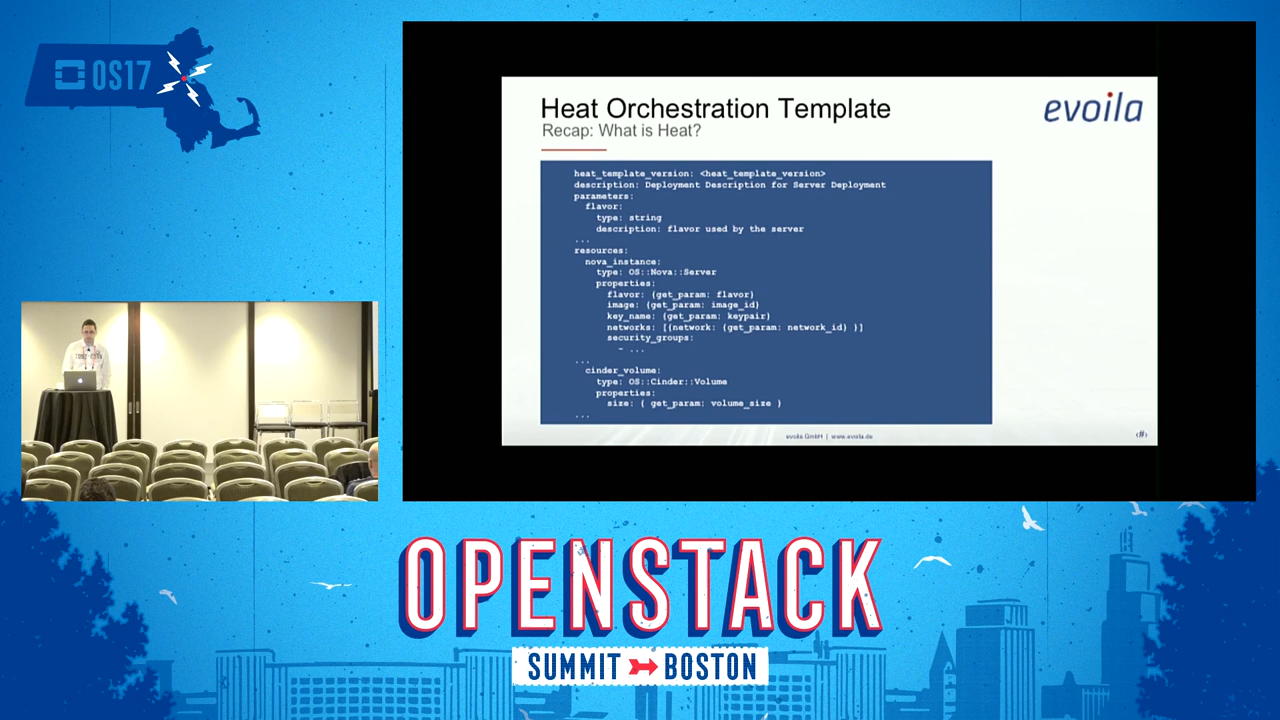 OS17
Heat Orchestration Template
Recap: What is Heat?
evoila
heat_template_version: <heat_template_version>
description: Deployment Description for Server Deployment
parameters:
flavor:
type: string
description: flavor used by the server
...
resources:
nova_instance:
type: OS::Nova::Server
properties:
flavor: {get_param: flavor}
image: {get_param: image_id}
key_name: {get_param: keypair}
networks: [{network: {get_param: network_id} }]
security_groups:
- ...
...
cinder_volume:
type: OS::Cinder::Volume
properties:
size: { get_param: volume_size }
...
evoila GmbH | www.evoila.de
‹#›
OPENSTACK
SUMMIT BOSTON